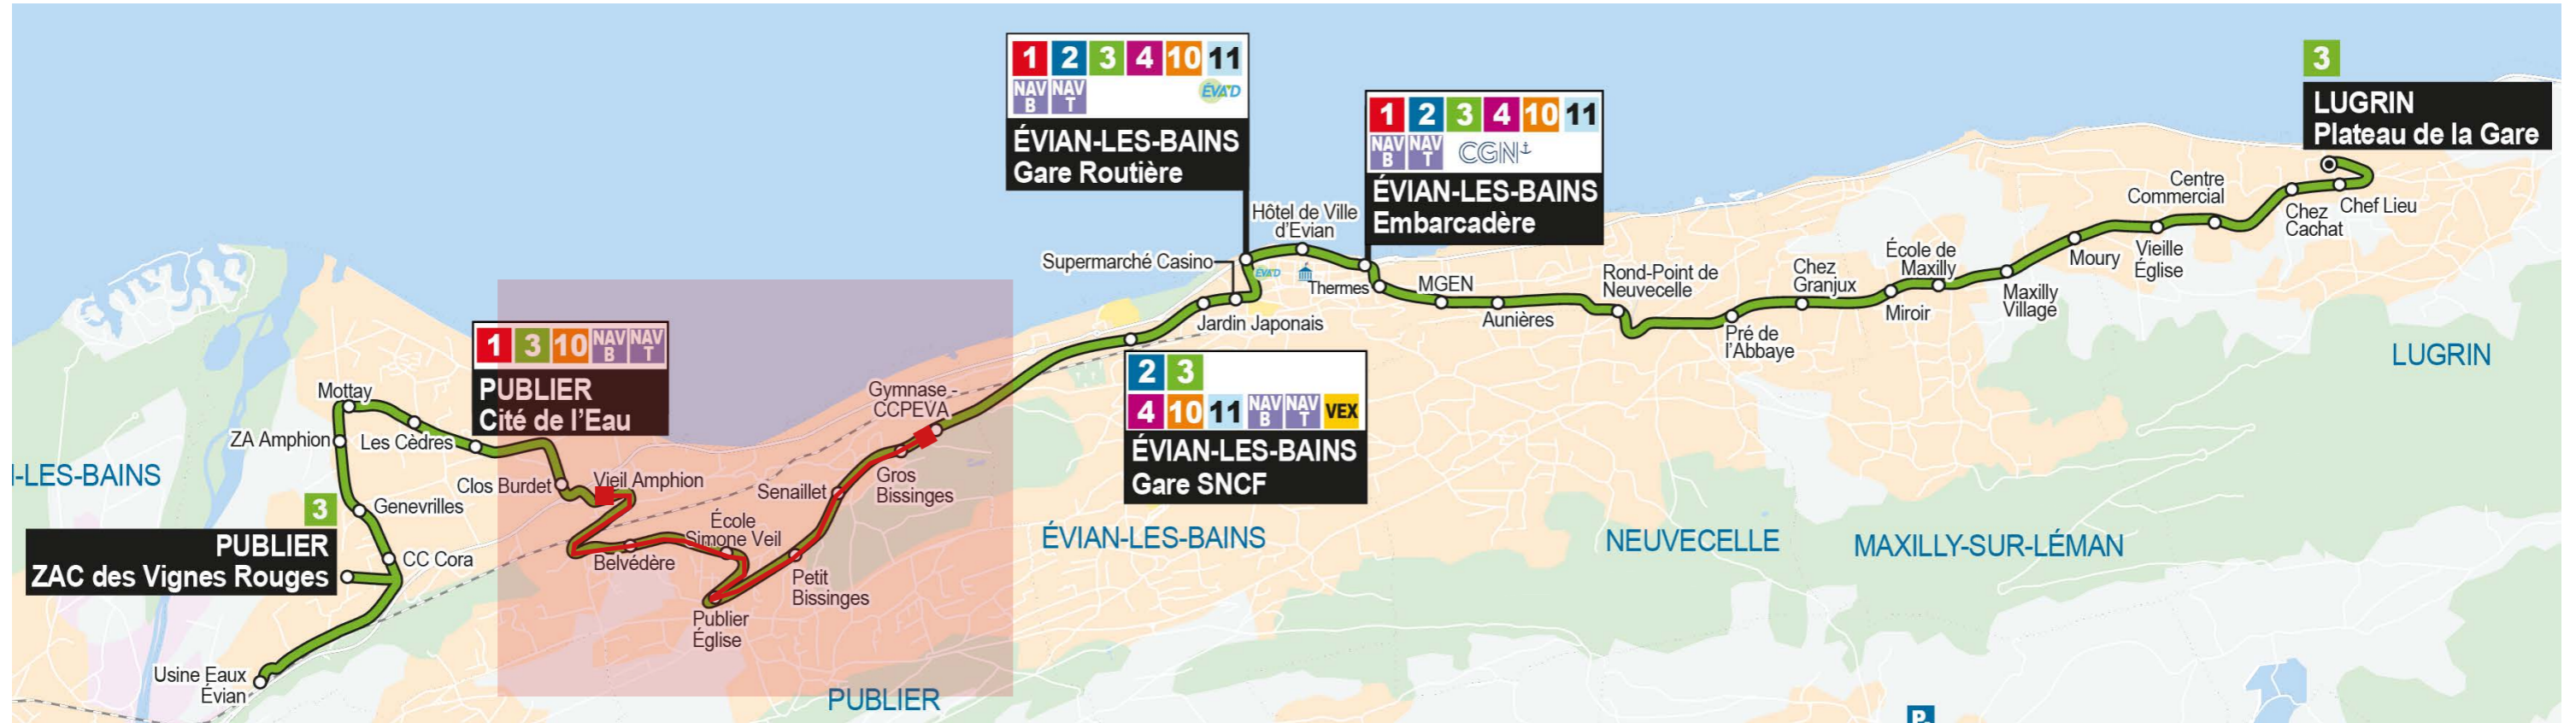 1 2 3 4 10 11
NAV B NAV T ÉVA'D
ÉVIAN-LES-BAINS
Gare Routière
1 2 3 4 10 11
NAV B NAV T CGN
ÉVIAN-LES-BAINS
Embarcadère
3
LUGRIN
Plateau de la Gare
Centre
Commercial
Chez
Cachat
Chef Lieu
Hôtel de Ville
d'Evian
Supermarché Casino
ÉVA'D
Thermes
MGEN
Aunières
Rond-Point de
Neuvecelle
Pré de
l'Abbaye
Chez
Granjux
École de
Maxilly
Miroir
Maxilly
Village
Moury
Vieille
Église
Jardin Japonais
2 3
4 10 11 NAV B NAV T VEX
ÉVIAN-LES-BAINS
Gare SNCF
1 3 10 NAV B NAV T
PUBLIER
Cité de l'Eau
Gymnase -
CCPEVA
Mottay
ZA Amphion
Les Cèdres
Clos Burdet
Vieil Amphion
Senaillet
Gros
Bissinges
Genevrilles
École
Simone Veil
Belvédère
Petit
Bissinges
Publier
Église
CC Cora
3
PUBLIER
ZAC des Vignes Rouges
Usine Eaux
Évian
I-LES-BAINS
ÉVIAN-LES-BAINS
NEUVECELLE
MAXILLY-SUR-LÉMAN
LUGRIN
PUBLIER